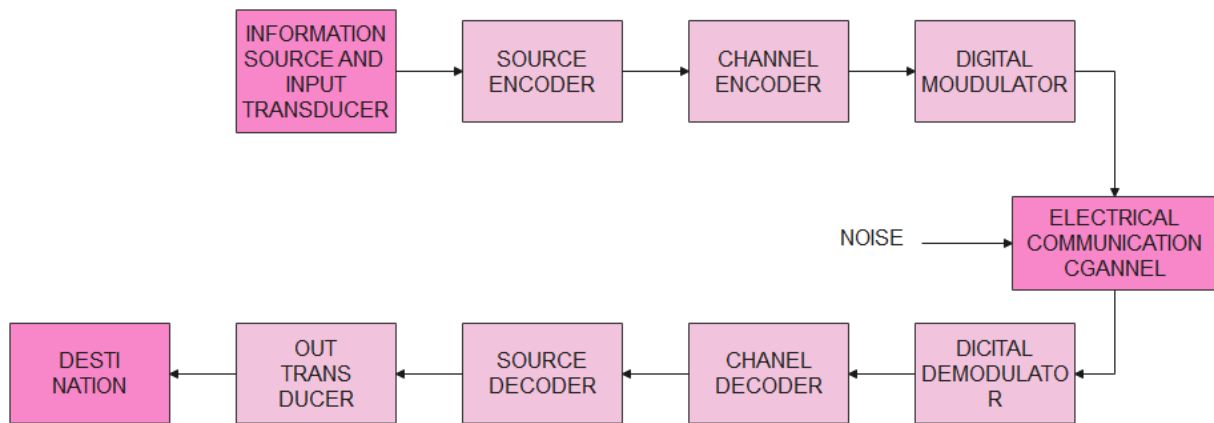 INFORMATION
SOURCE AND
INPUT
TRANSDUCER
SOURCE
ENCODER
CHANNEL
ENCODER
DIGITAL
MOUDULATOR
NOISE
ELECTRICAL
COMMUNICATION
CGANNEL
DESTI
NATION
OUT
TRANS
DUCER
SOURCE
DECODER
CHANEL
DECODER
DICITAL
DEMODULATO
R